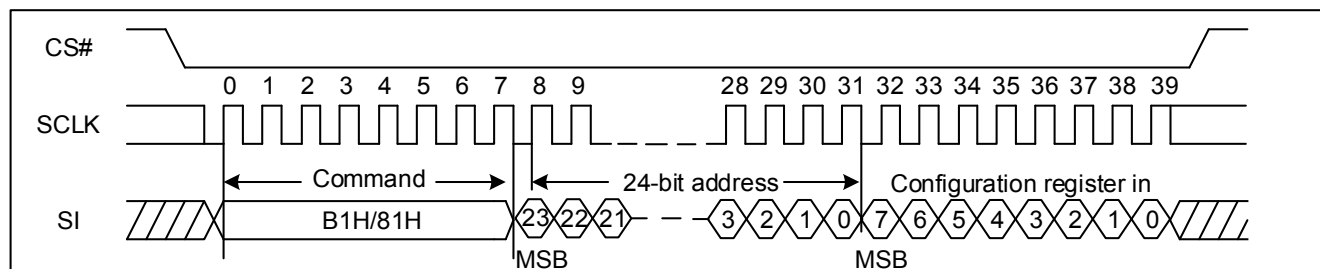 CS#
0 1 2 3 4 5 6 7 8 9 28 29 30 31 32 33 34 35 36 37 38 39
SCLK
Command 24-bit address Configuration register in
SI B1H/81H 23 22 21 3 2 1 0 7 6 5 4 3 2 1 0
MSB MSB